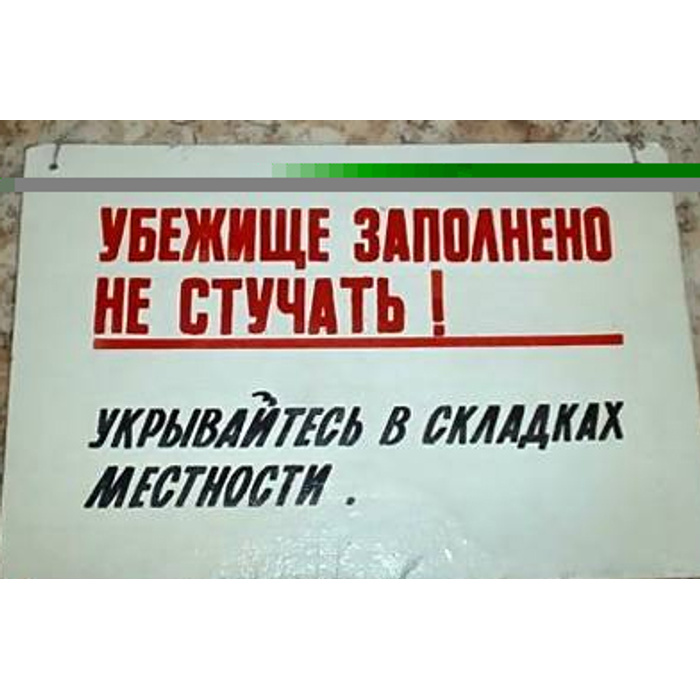 УБЕЖИЩЕ ЗАПОЛНЕНО
НЕ СТУЧАТЬ !
УКРЫВАЙТЕСЬ В СКЛАДКАХ
МЕСТНОСТИ .